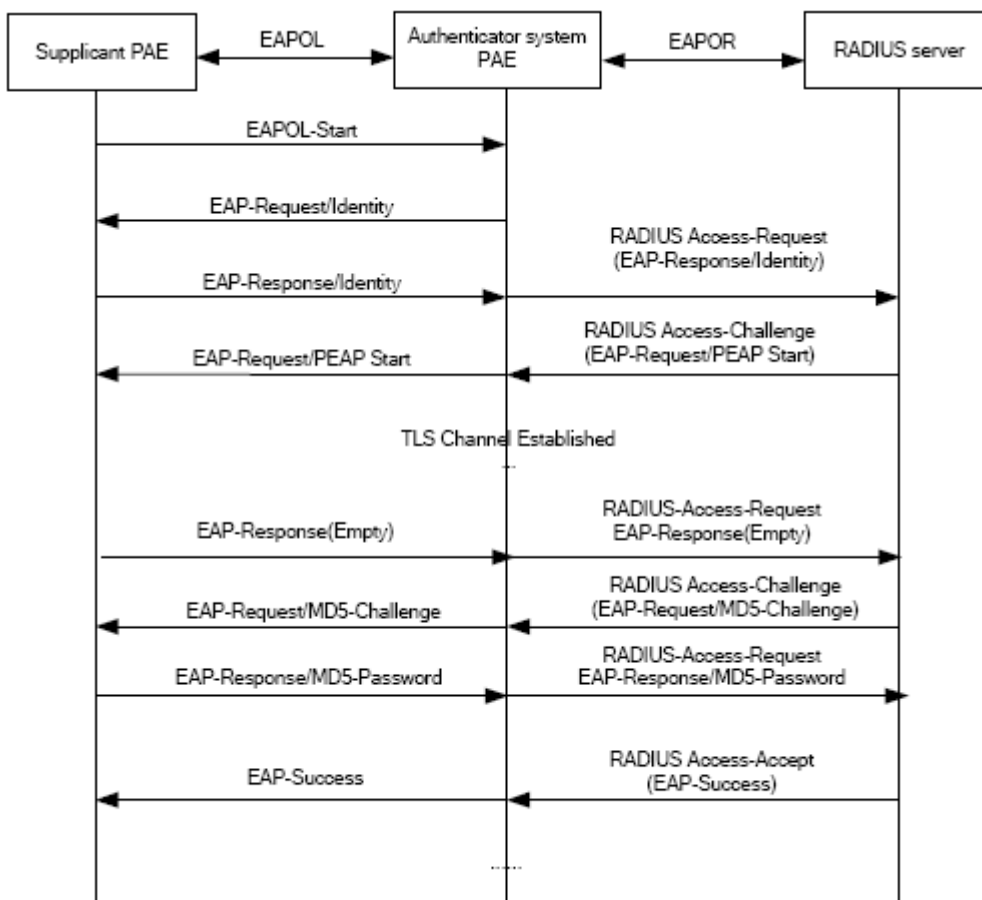 Supplicant PAE
EAPOL
Authenticator system
PAE
EAPOR
RADIUS server
EAPOL-Start
EAP-Request/Identity
RADIUS Access-Request
(EAP-Response/Identity)
EAP-Response/Identity
RADIUS Access-Challenge
(EAP-Request/PEAP Start)
EAP-Request/PEAP Start
TLS Channel Established
RADIUS-Access-Request
EAP-Response(Empty)
EAP-Response(Empty)
RADIUS Access-Challenge
(EAP-Request/MD5-Challenge)
EAP-Request/MD5-Challenge
RADIUS-Access-Request
EAP-Response/MD5-Password
EAP-Response/MD5-Password
RADIUS Access-Accept
(EAP-Success)
EAP-Success